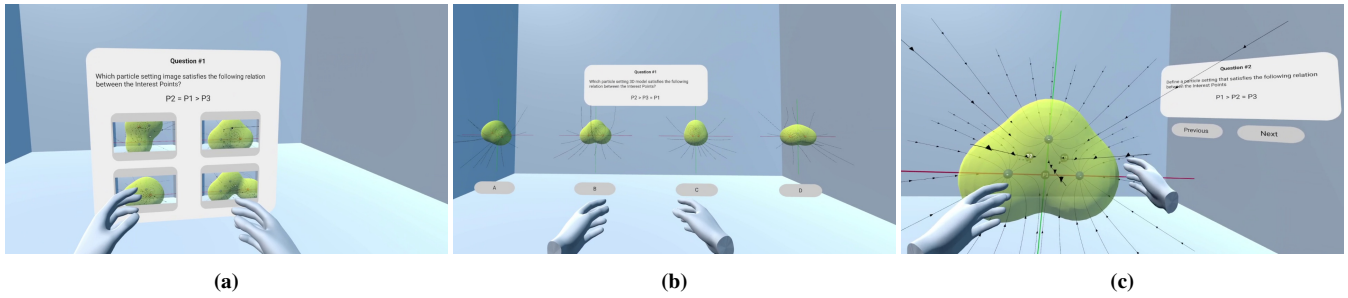 Question #1
Which particle setting image satisfies the following relation
between the Interest Points?
P2 = P1 > P3
Question #1
Which particle setting 3D model satisfies the following
relation between the Interest Points?
P2 > P3 > P1
A
B
C
D
Question #2
Define a particle setting that satisfies the following relation
between the Interest Points
P1 > P2 = P3
Previous
Next
(a)
(b)
(c)